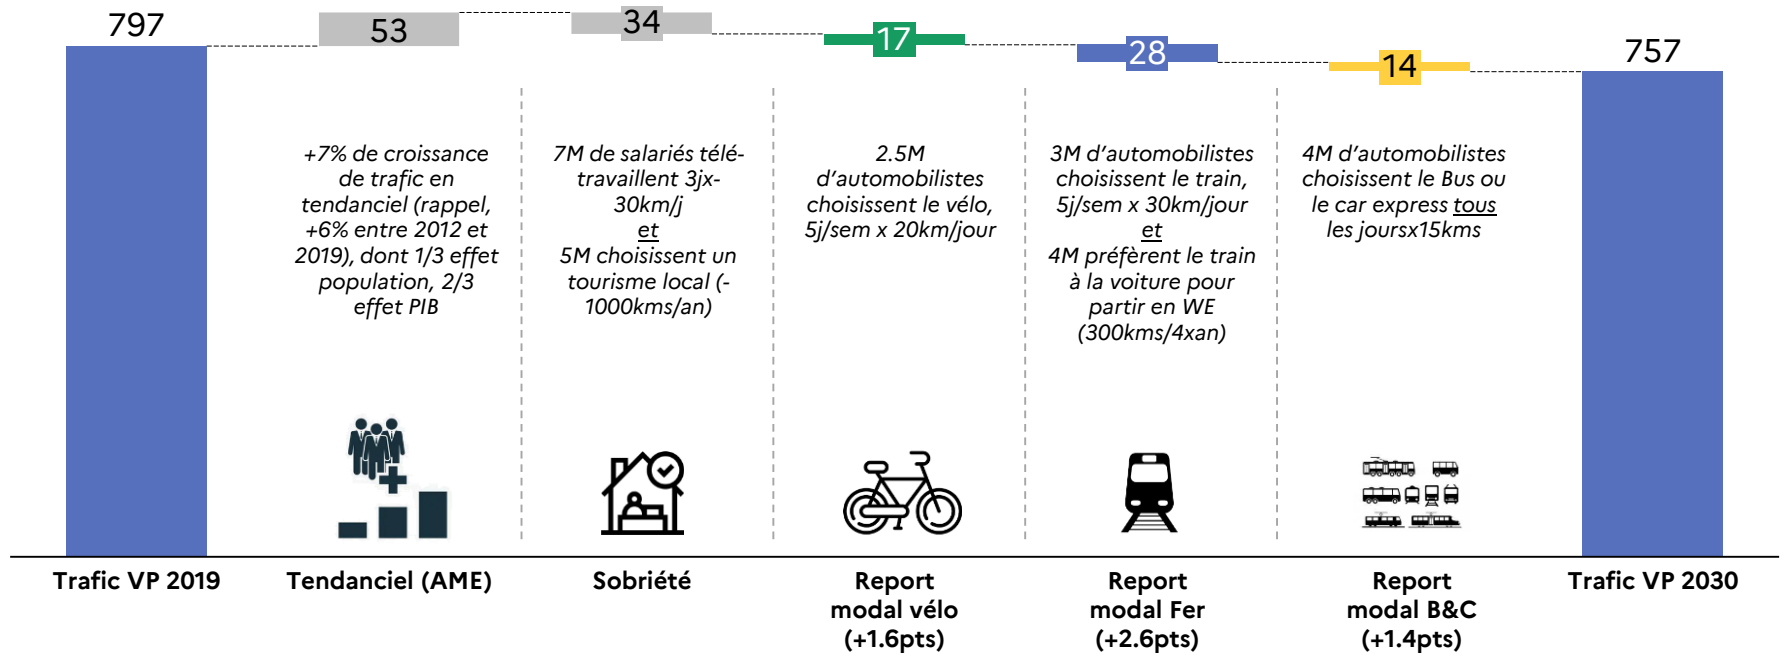 797
53
34
17
28
14
757
+7% de croissance
de trafic en
tendanciel (rappel,
+6% entre 2012 et
2019), dont 1/3 effet
population, 2/3
effet PIB
7M de salariés télé-
travaillent 3jx-
30km/j
et
5M choisissent un
tourisme local (-
1000kms/an)
2.5M
d’automobilistes
choisissent le vélo,
5j/sem x 20km/jour
3M d’automobilistes
choisissent le train,
5j/sem x 30km/jour
et
4M préfèrent le train
à la voiture pour
partir en WE
(300kms/4xan)
4M d’automobilistes
choisissent le Bus ou
le car express tous
les joursx15kms
Trafic VP 2019
Tendanciel (AME)
Sobriété
Report
modal vélo
(+1.6pts)
Report
modal Fer
(+2.6pts)
Report
modal B&C
(+1.4pts)
Trafic VP 2030